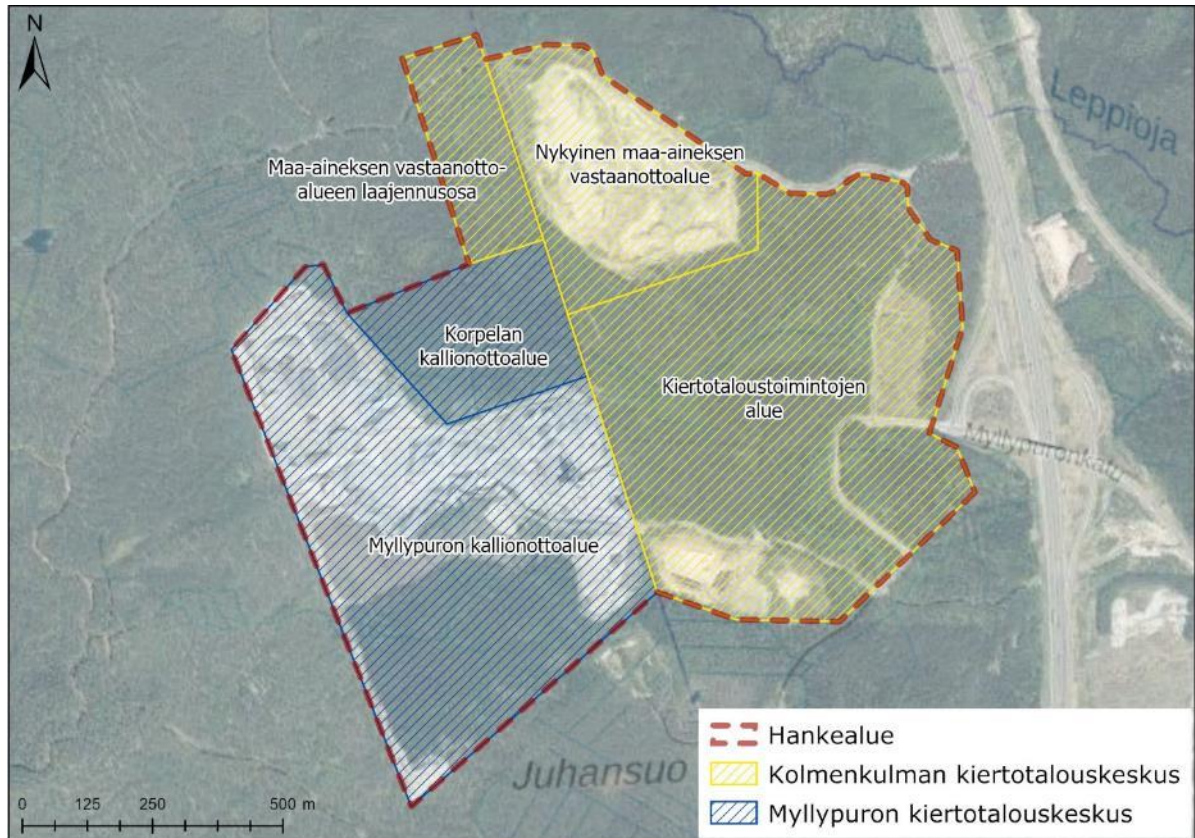 N
Leppioja
Nykyinen maa-aineksen
vastaanottoalue
Maa-aineksen vastaanotto-
alueen laajennusosa
Korpelan
kallionottoalue
Kiertotaloustoimintojen
alue
Myllypuronkatu
Myllypuron kallionottoalue
Juhansuo
Hankealue
Kolmenkulman kiertotalouskeskus
Myllypuron kiertotalouskeskus
0 125 250 500 m